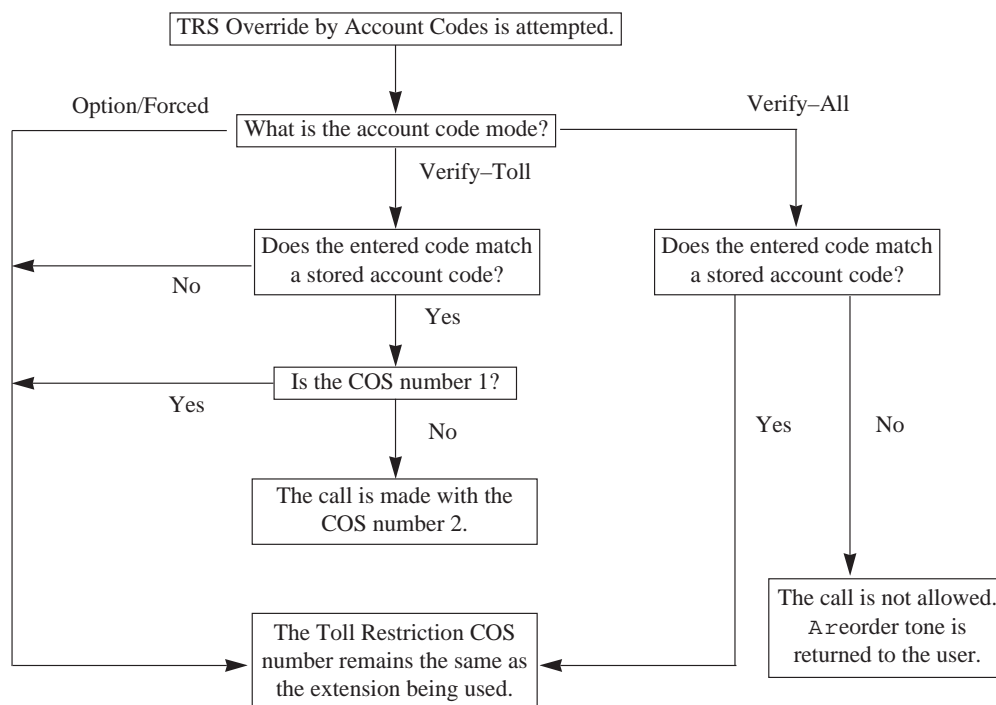 TRS Override by Account Codes is attempted.
Option/Forced
Verify–All
What is the account code mode?
Verify–Toll
Does the entered code match
a stored account code?
Does the entered code match
a stored account code?
No
Yes
Is the COS number 1?
Yes
No
Yes
No
The call is made with the
COS number 2.
The call is not allowed.
Areorder tone is
returned to the user.
The Toll Restriction COS
number remains the same as
the extension being used.